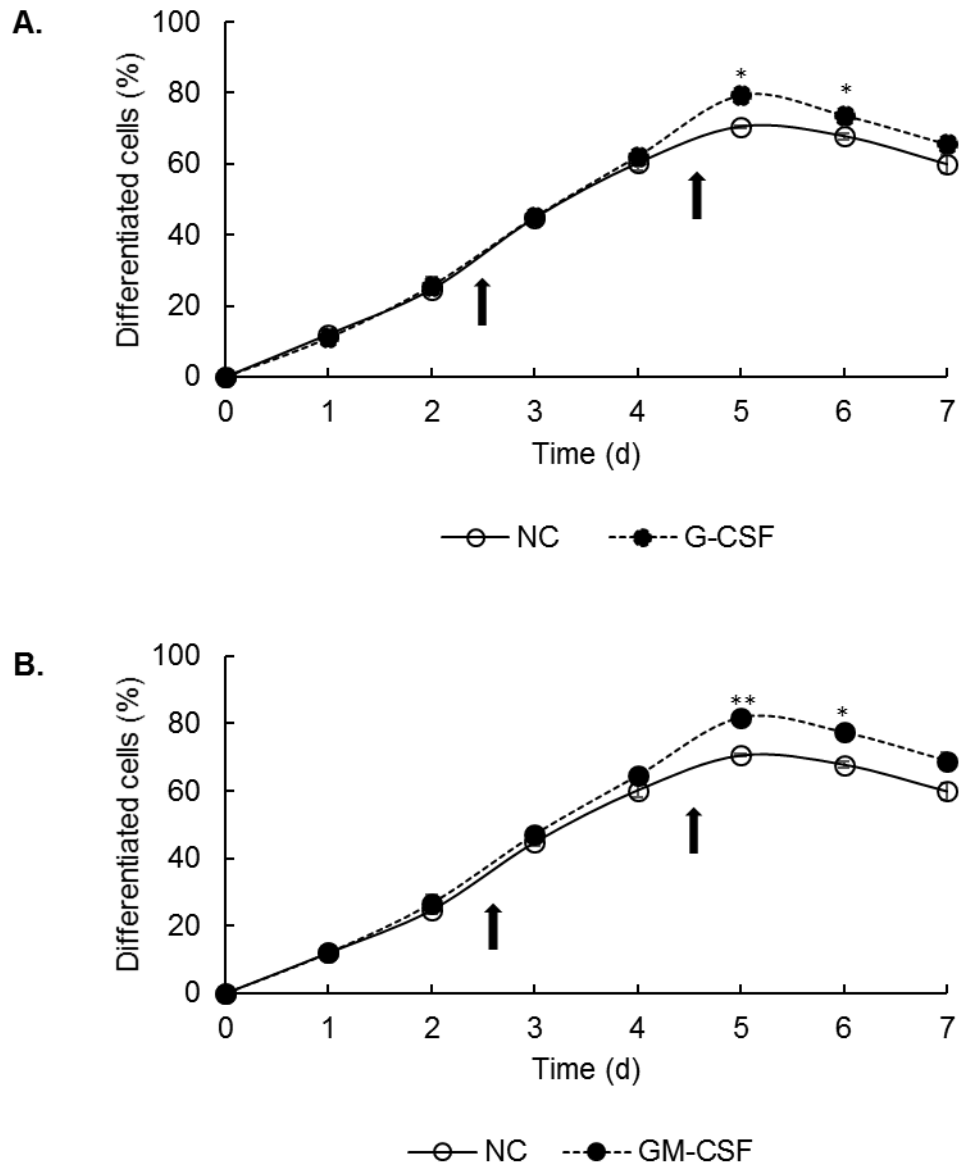 A.
Differentiated cells (%)
100
80
60
40
20
0
* *
0 1 2 3 4 5 6 7
Time (d)
NC G-CSF
B.
Differentiated cells (%)
100
80
60
40
20
0
** *
0 1 2 3 4 5 6 7
Time (d)
NC GM-CSF